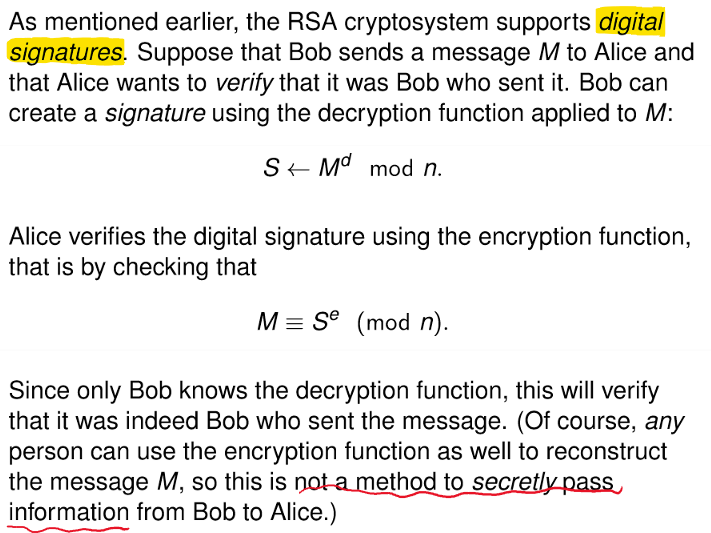 As mentioned earlier, the RSA cryptosystem supports digital
signatures. Suppose that Bob sends a message M to Alice and
that Alice wants to verify that it was Bob who sent it. Bob can
create a signature using the decryption function applied to M:
S ← M^d mod n.
Alice verifies the digital signature using the encryption function,
that is by checking that
M ≡ S^e (mod n).
Since only Bob knows the decryption function, this will verify
that it was indeed Bob who sent the message. (Of course, any
person can use the encryption function as well to reconstruct
the message M, so this is not a method to secretly pass
information from Bob to Alice.)